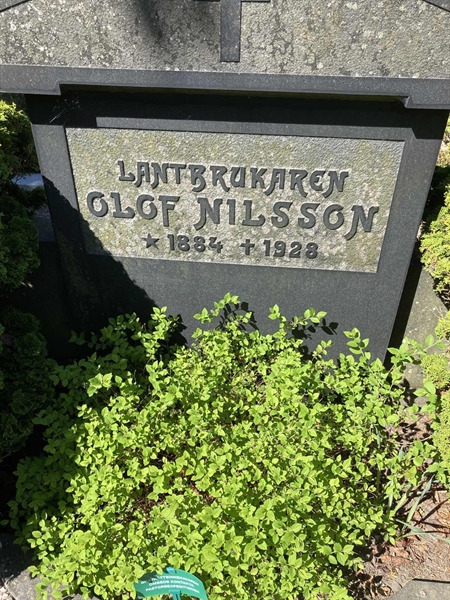 LANTBRUKAREN
OLOF NILSSON
★ 1884 ✝ 1928